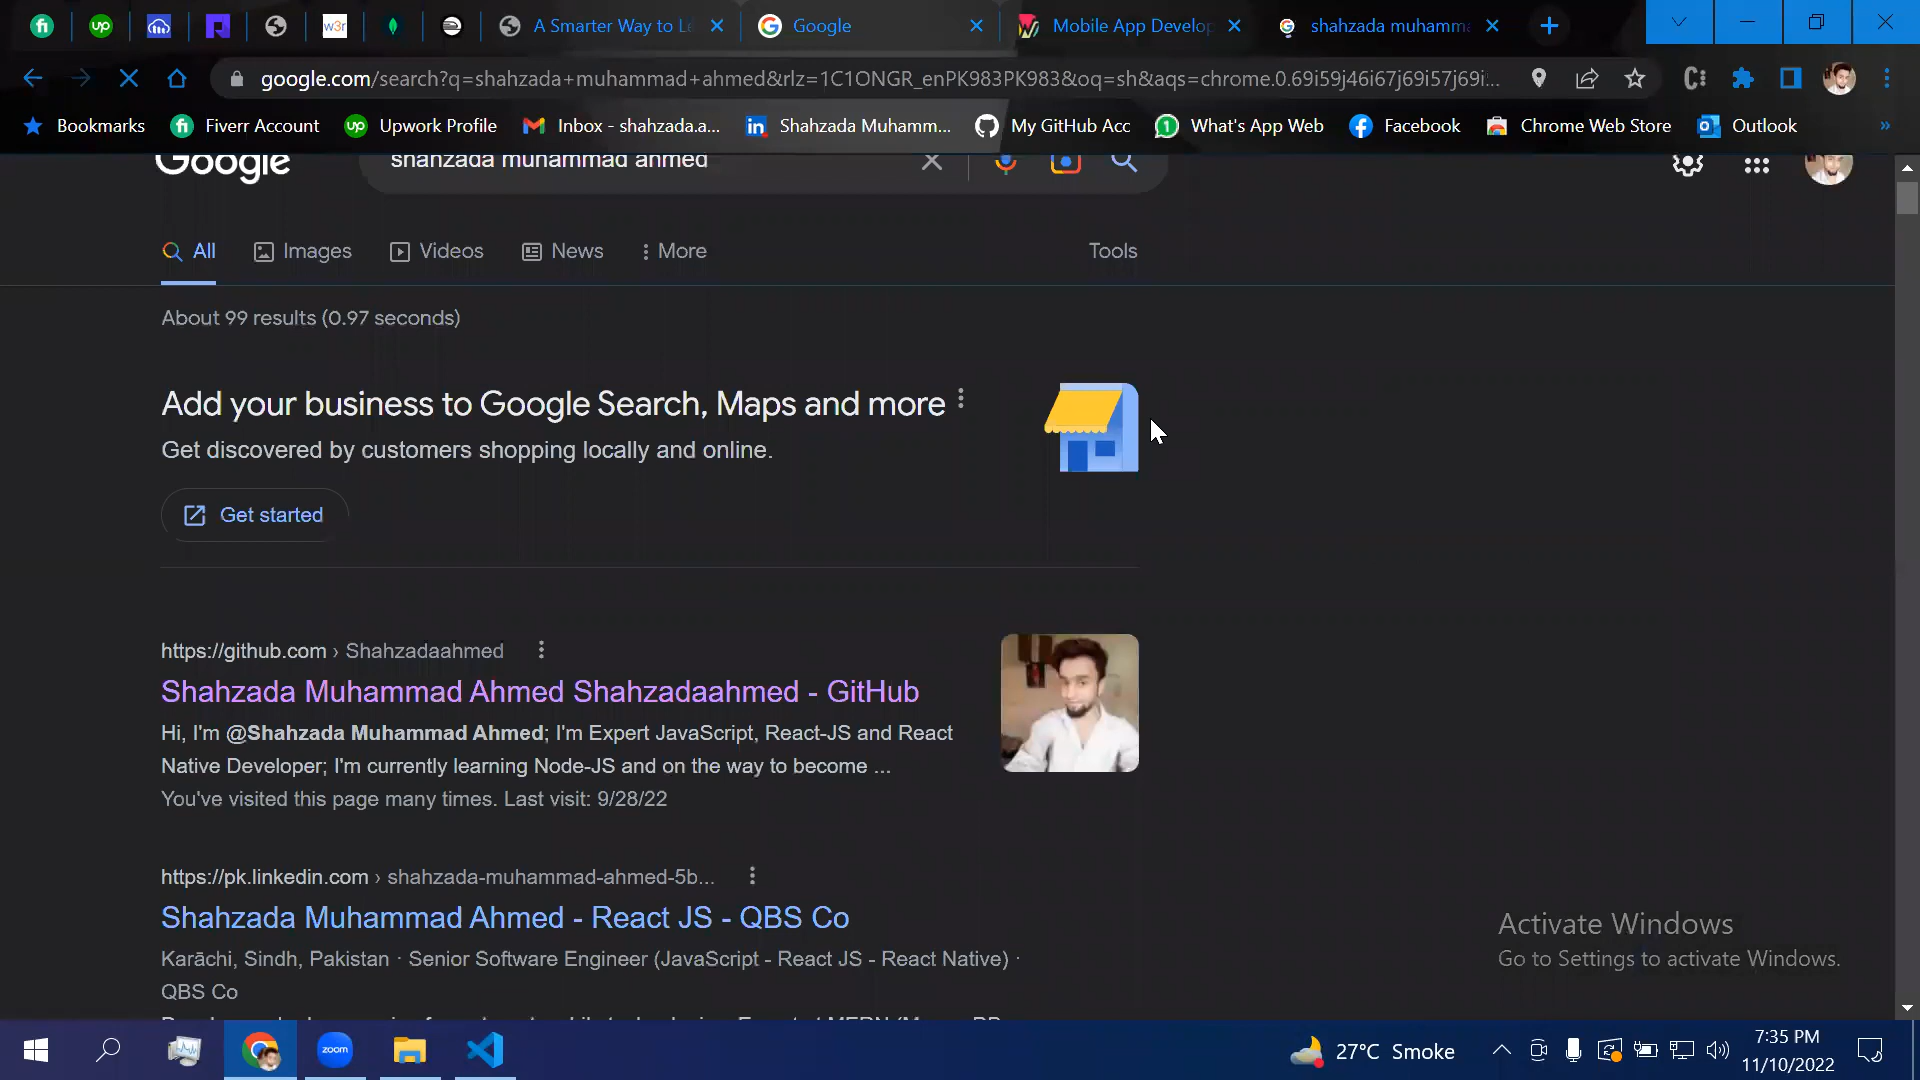 A Smarter Way to Le
Google
Mobile App Develop
shahzada muhamma
google.com/search?q=shahzada+muhammad+ahmed&rlz=1C1ONGR_enPK983PK983&oq=sh&aqs=chrome.0.69i59j46i67j69i57j69i...
Bookmarks
Fiverr Account
Upwork Profile
Inbox - shahzada.a...
Shahzada Muhamm...
My GitHub Acc
What's App Web
Facebook
Chrome Web Store
Outlook
»
Google
shahzada muhammad ahmed
All
Images
Videos
News
More
Tools
About 99 results (0.97 seconds)
Add your business to Google Search, Maps and more
Get discovered by customers shopping locally and online.
Get started
https://github.com › Shahzadaahmed
Shahzada Muhammad Ahmed Shahzadaahmed - GitHub
Hi, I'm @Shahzada Muhammad Ahmed; I'm Expert JavaScript, React-JS and React
Native Developer; I'm currently learning Node-JS and on the way to become ...
You've visited this page many times. Last visit: 9/28/22
https://pk.linkedin.com › shahzada-muhammad-ahmed-5b...
Shahzada Muhammad Ahmed - React JS - QBS Co
Karāchi, Sindh, Pakistan · Senior Software Engineer (JavaScript - React JS - React Native) ·
QBS Co
Activate Windows
Go to Settings to activate Windows.
zoom
27°C Smoke
7:35 PM
11/10/2022